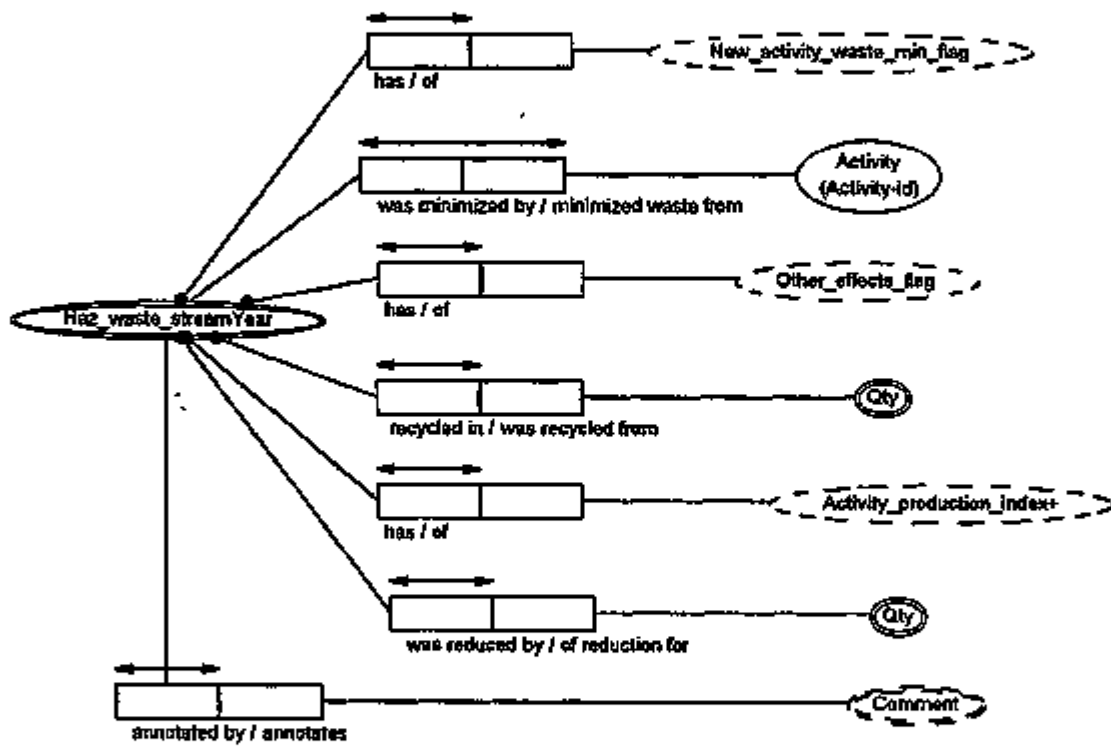 New_activity_waste_min_flag
has / of
Activity
(Activity-id)
was minimized by / minimized waste from
Other_effects_flag
has / of
Haz_waste_streamYear
Qty
recycled in / was recycled from
Activity_production_index+
has / of
Qty
was reduced by / of reduction for
Comment
annotated by / annotates